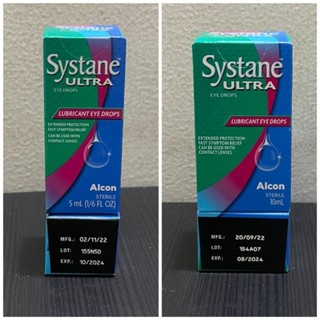 Systane
ULTRA
EYE DROPS
LUBRICANT EYE DROPS
EXTENDED PROTECTION
FAST SYMPTOM RELIEF
CAN BE USED WITH
CONTACT LENSES
Alcon
STERILE
5 mL (1/6 FL OZ)
MFG.: 02/11/22
LOT: 155N5D
EXP.: 10/2024
Systane
ULTRA
EYE DROPS
LUBRICANT EYE DROPS
EXTENDED PROTECTION
FAST SYMPTOM RELIEF
CAN BE USED WITH
CONTACT LENSES
Alcon
STERILE
10mL
MFG.: 20/09/22
LOT: 154A07
EXP.: 08/2024